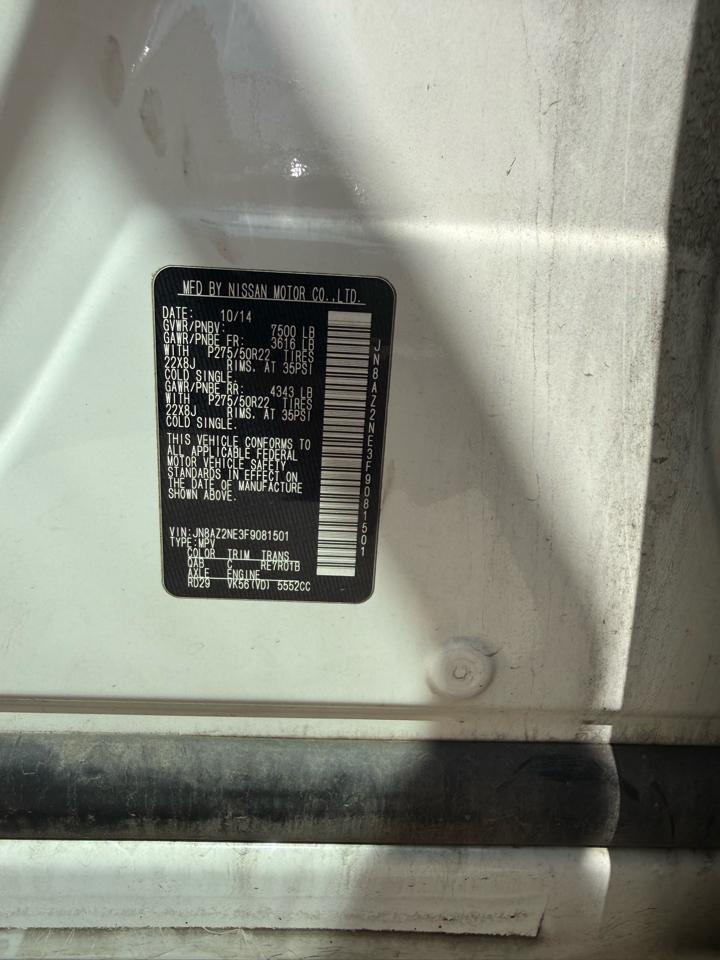 MFD BY NISSAN MOTOR CO.,LTD.
DATE: 10/14
GVWR/PNBV: 7500 LB
GAWR/PNBE FR: 3616 LB
WITH P275/50R22 TIRES
22X8J RIMS. AT 35PSI
COLD SINGLE.
GAWR/PNBE RR: 4343 LB
WITH P275/50R22 TIRES
22X8J RIMS. AT 35PSI
COLD SINGLE.
THIS VEHICLE CONFORMS TO
ALL APPLICABLE FEDERAL
MOTOR VEHICLE SAFETY
STANDARDS IN EFFECT ON
THE DATE OF MANUFACTURE
SHOWN ABOVE.
VIN:JN8AZ2NE3F9081501
TYPE:MPV
COLOR TRIM TRANS
QAB C RE7R01B
AXLE ENGINE
RD29 VK56(VD) 5552CC
JN8AZ2NE3F9081501